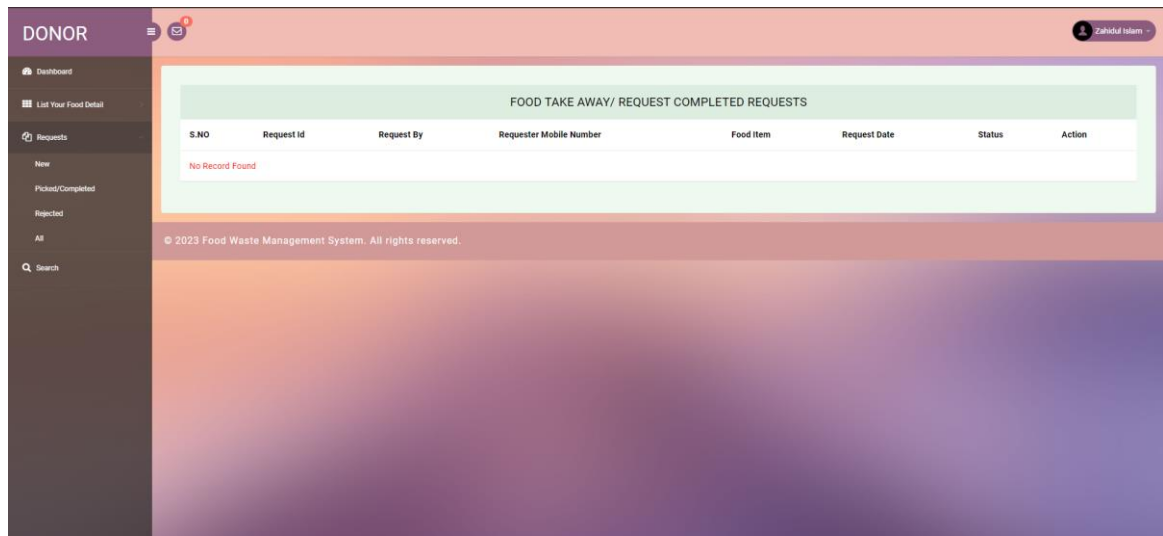 DONOR
0
Zahidul Islam
Dashboard
List Your Food Detail
Requests
New
Picked/Completed
Rejected
All
Search
FOOD TAKE AWAY/ REQUEST COMPLETED REQUESTS
S.NO Request Id Request By Requester Mobile Number Food Item Request Date Status Action
No Record Found
© 2023 Food Waste Management System. All rights reserved.